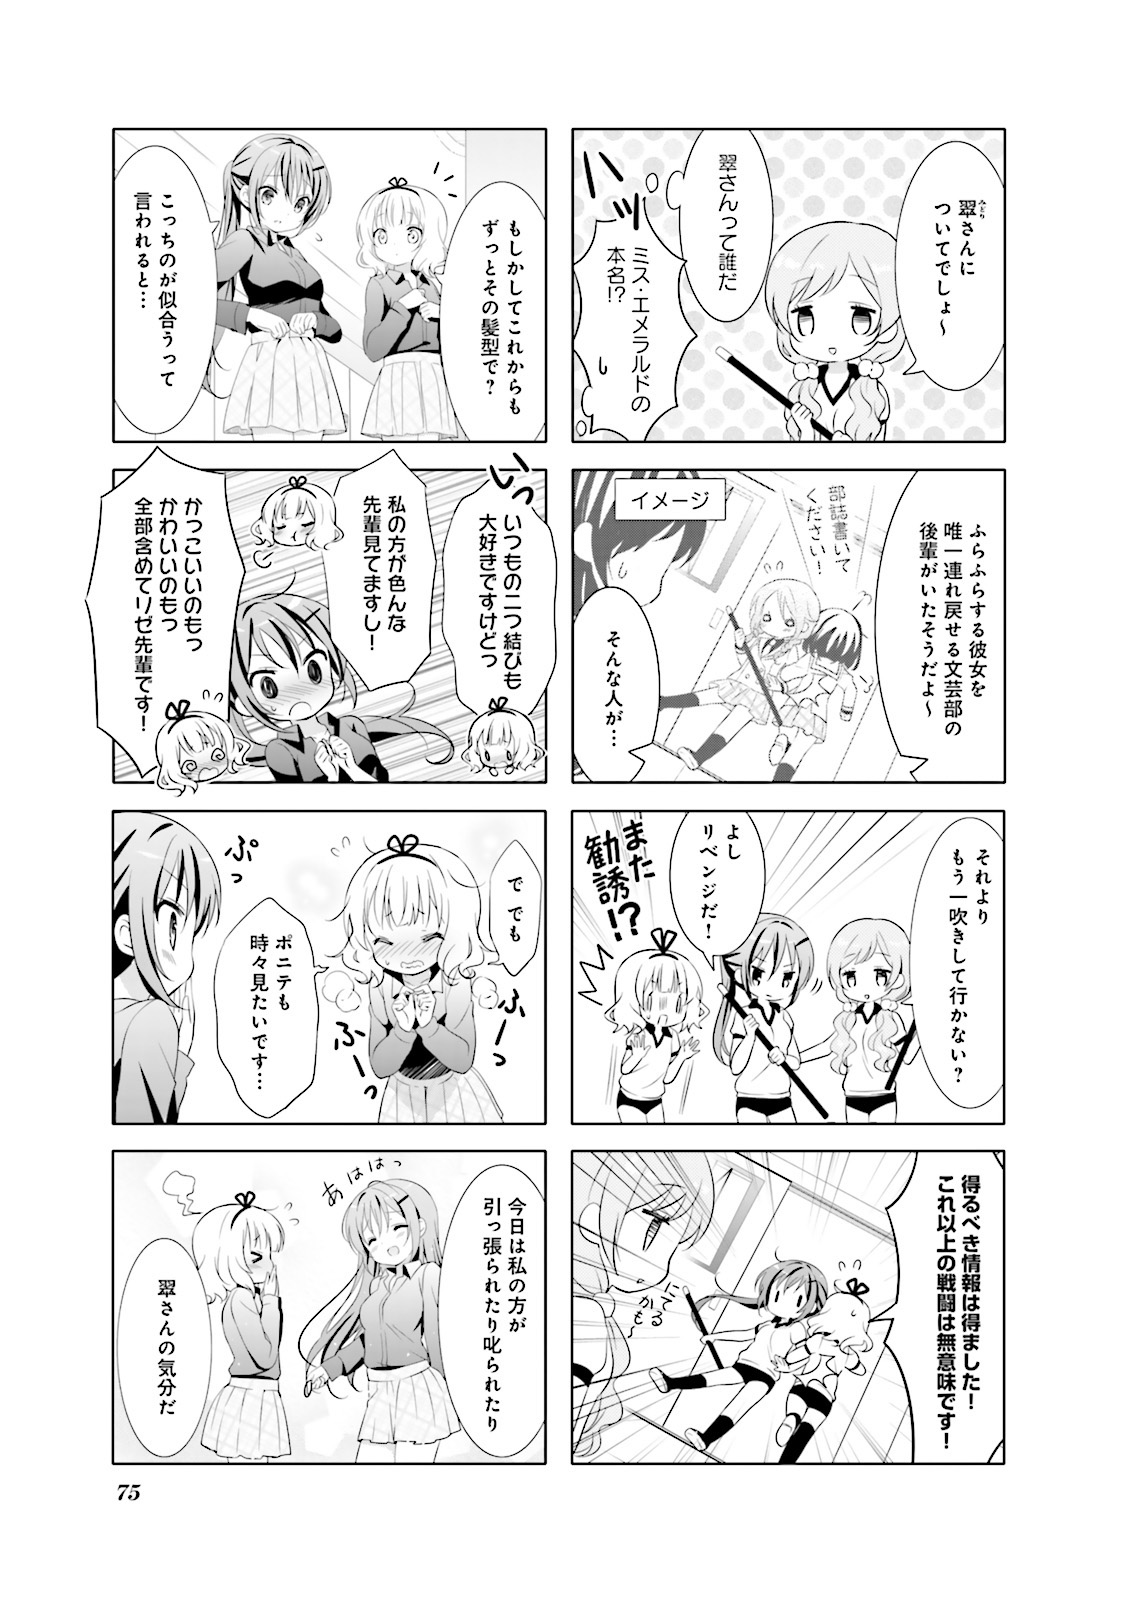 翠さんに
みどり
ついてでしょ〜
翠さんって誰だ
ハッ
ミス・エメラルドの
本名!?
ふらふらする彼女を
唯一連れ戻せる文芸部の
後輩がいたそうだよ〜
部誌書いて
ください！
イメージ
そんな人が…
それより
もう一吹きして行かない？
よし
リベンジだ！
また
勧誘!?
得るべき情報は得ました！
これ以上の戦闘は無意味です！
にてる
かも〜
もしかしてこれからも
ずっとその髪型で？
こっちのが似合うって
言われると…
いっ
いつもの二つ結びも
大好きですけどっ
私の方が色んな
先輩見てますし！
かっこいいのもっ
かわいいのもっ
全部含めてリゼ先輩です！
で でも
ふーっ
ふーっ
ポニテも
時々見たいです…
ぷっ
今日は私の方が
引っ張られたり叱られたり
あははっ
翠さんの気分だ
75